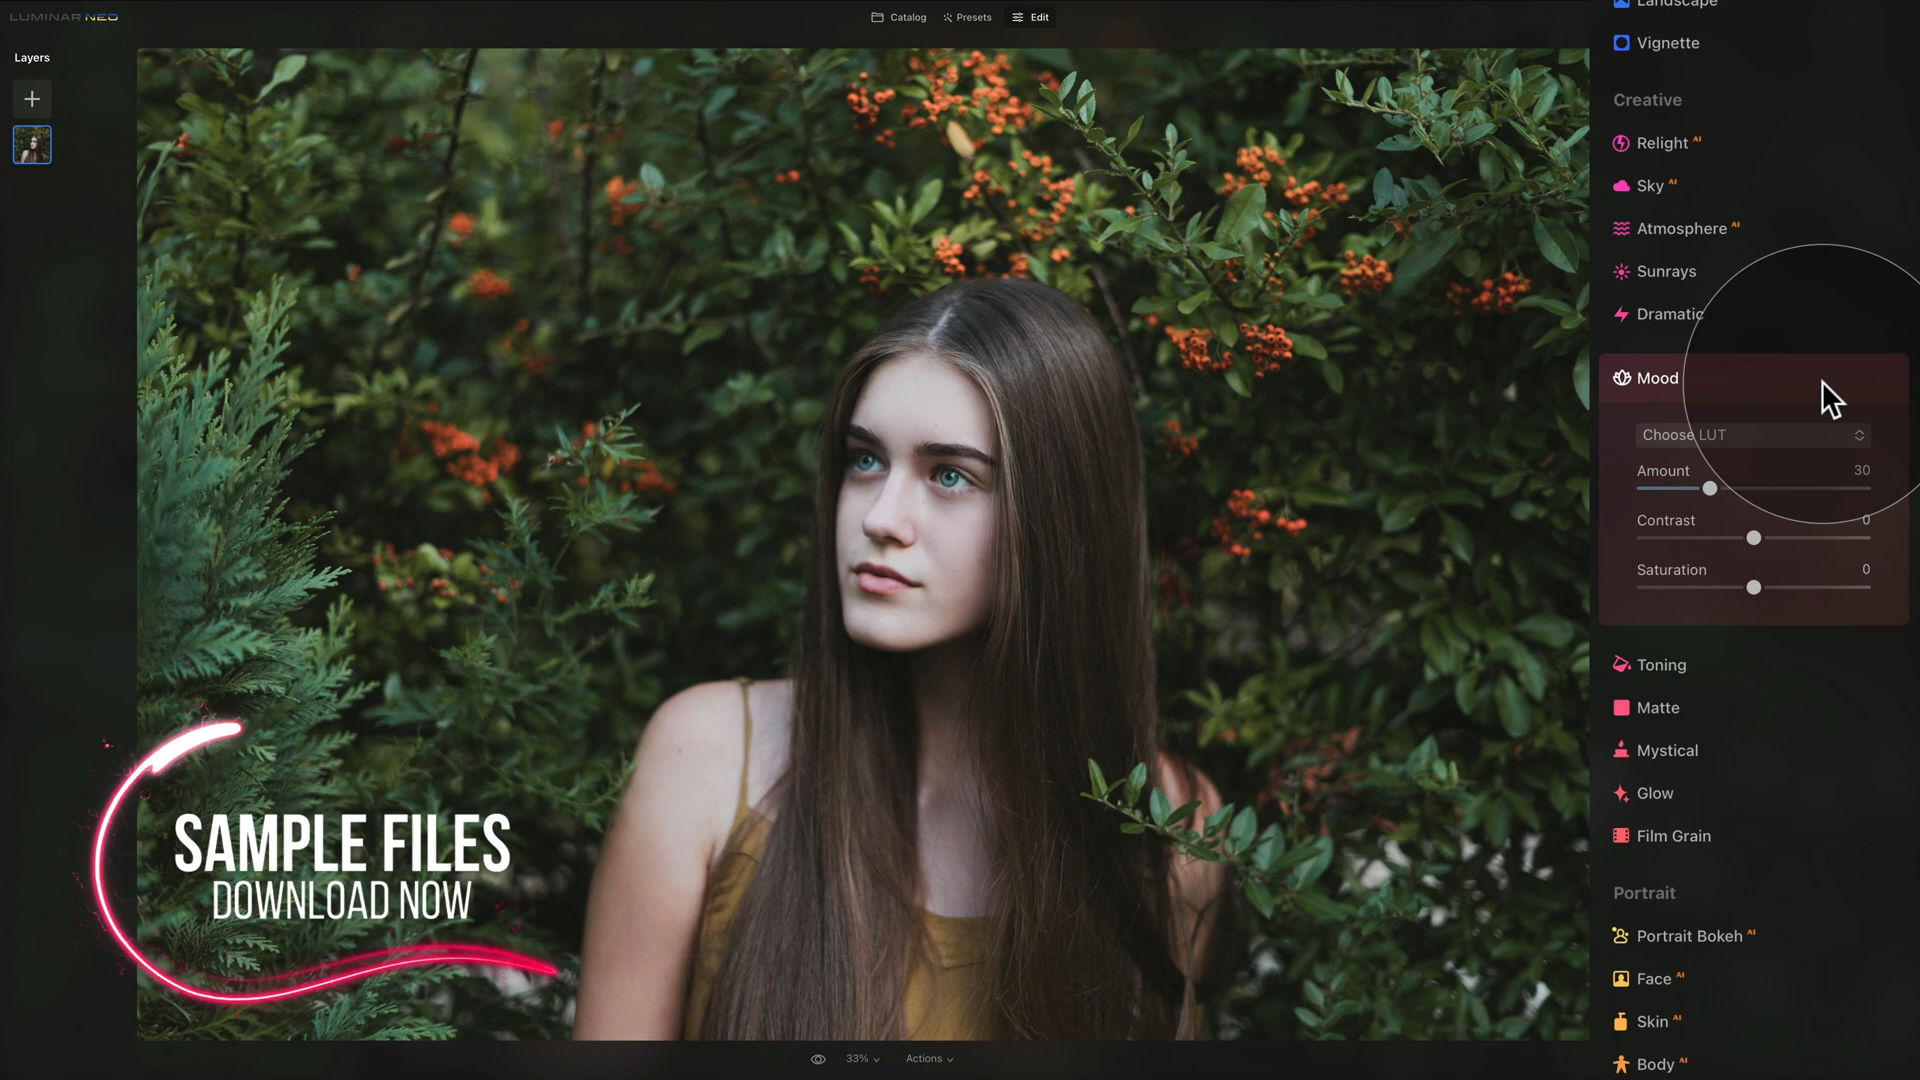 LUMINAR NEO
Catalog
Presets
Edit
Layers
SAMPLE FILES
DOWNLOAD NOW
33%
Actions
Landscape
Vignette
Creative
Relight AI
Sky AI
Atmosphere AI
Sunrays
Dramatic
Mood
Choose LUT
Amount 30
Contrast 0
Saturation 0
Toning
Matte
Mystical
Glow
Film Grain
Portrait
Portrait Bokeh AI
Face AI
Skin AI
Body AI